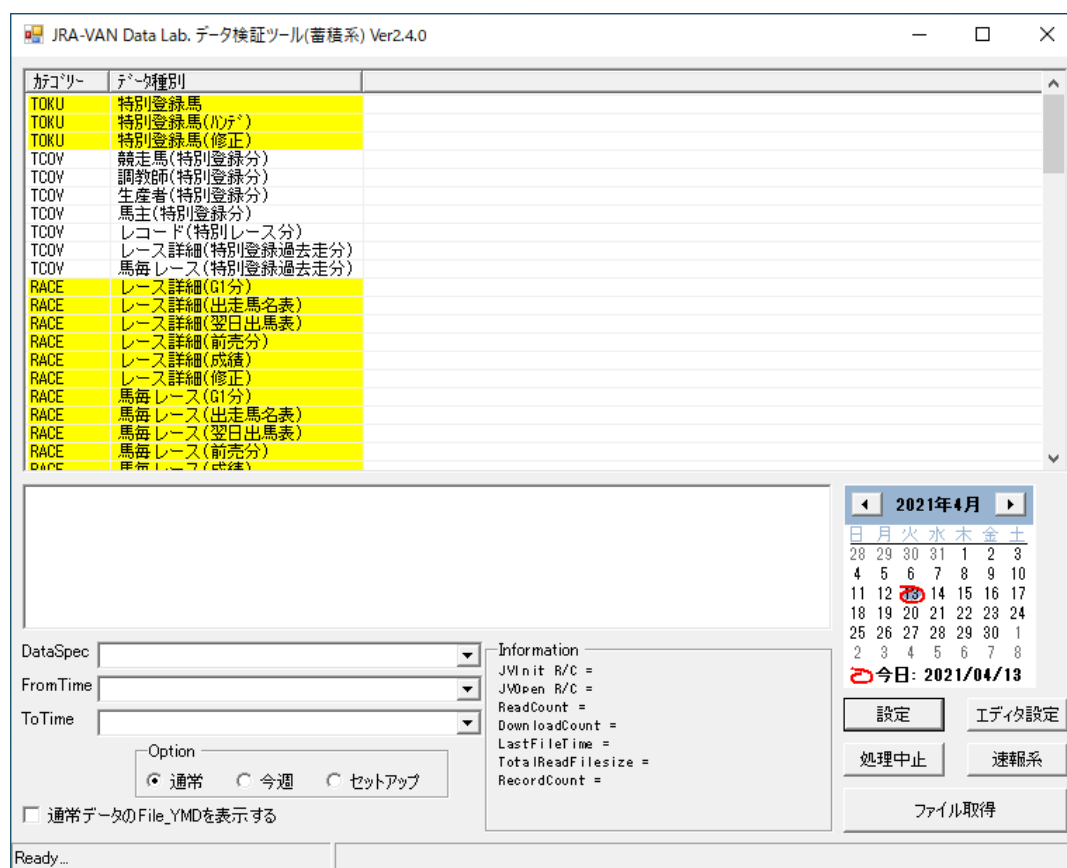 JRA-VAN Data Lab. データ検証ツール(蓄積系) Ver2.4.0
ｶﾃｺﾞﾘｰ ﾃﾞｰﾀ種別
TOKU 特別登録馬
TOKU 特別登録馬(ﾊﾝﾃﾞ)
TOKU 特別登録馬(修正)
TCOV 競走馬(特別登録分)
TCOV 調教師(特別登録分)
TCOV 生産者(特別登録分)
TCOV 馬主(特別登録分)
TCOV レコード(特別レース分)
TCOV レース詳細(特別登録過去走分)
TCOV 馬毎レース(特別登録過去走分)
RACE レース詳細(G1分)
RACE レース詳細(出走馬名表)
RACE レース詳細(翌日出馬表)
RACE レース詳細(前売分)
RACE レース詳細(成績)
RACE レース詳細(修正)
RACE 馬毎レース(G1分)
RACE 馬毎レース(出走馬名表)
RACE 馬毎レース(翌日出馬表)
RACE 馬毎レース(前売分)
RACE 馬毎レース(成績)
2021年4月
日 月 火 水 木 金 土
28 29 30 31 1 2 3
4 5 6 7 8 9 10
11 12 13 14 15 16 17
18 19 20 21 22 23 24
25 26 27 28 29 30 1
2 3 4 5 6 7 8
今日: 2021/04/13
DataSpec
FromTime
ToTime
Option
通常 今週 セットアップ
通常データのFile_YMDを表示する
Information
JVInit R/C =
JVOpen R/C =
ReadCount =
DownloadCount =
LastFileTime =
TotalReadFilesize =
RecordCount =
設定 エディタ設定
処理中止 速報系
ファイル取得
Ready...